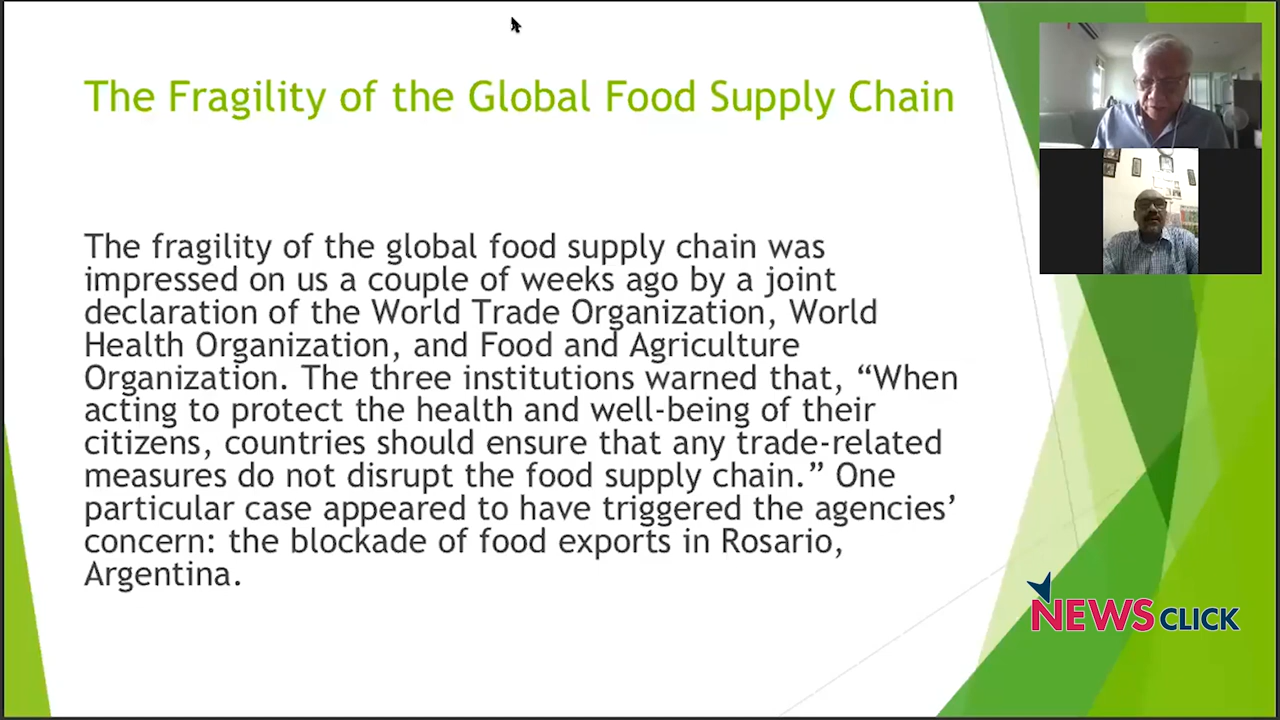 The Fragility of the Global Food Supply Chain
The fragility of the global food supply chain was
impressed on us a couple of weeks ago by a joint
declaration of the World Trade Organization, World
Health Organization, and Food and Agriculture
Organization. The three institutions warned that, “When
acting to protect the health and well-being of their
citizens, countries should ensure that any trade-related
measures do not disrupt the food supply chain.” One
particular case appeared to have triggered the agencies’
concern: the blockade of food exports in Rosario,
Argentina.
NEWSCLICK